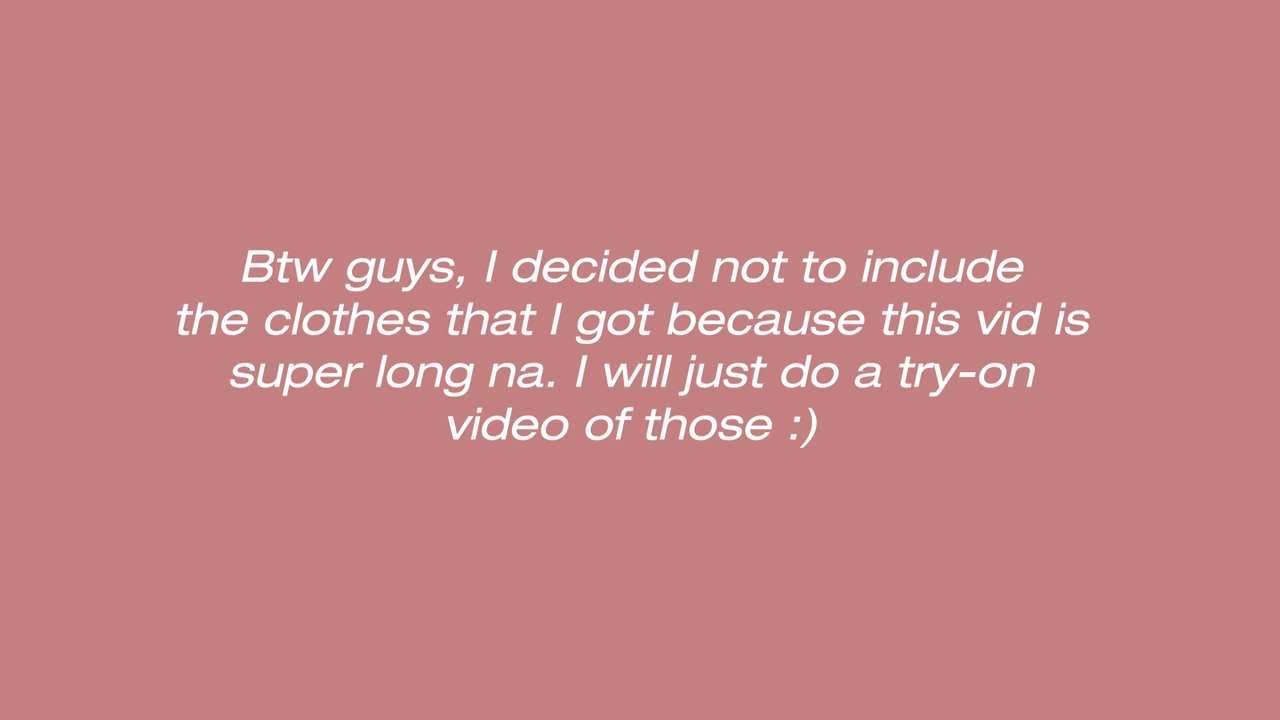 Btw guys, I decided not to include
the clothes that I got because this vid is
super long na. I will just do a try-on
video of those :)